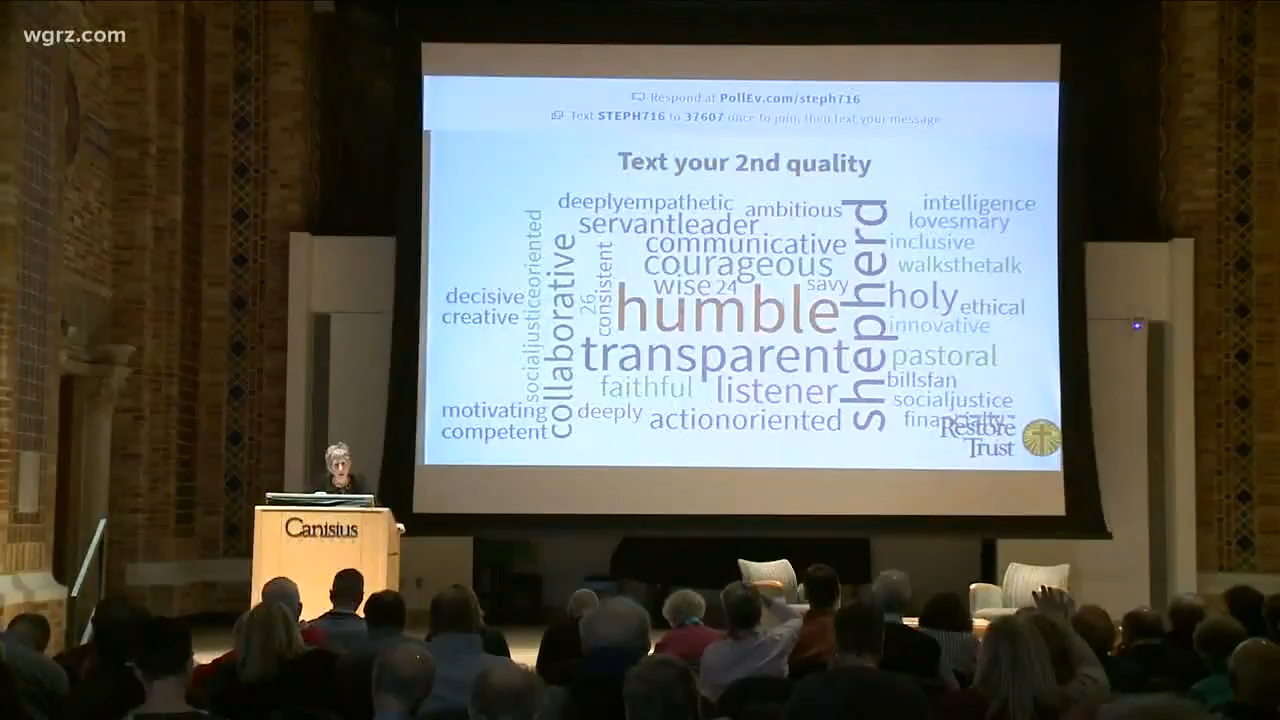 wgrz.com
Respond at PollEv.com/steph716
Text STEPH716 to 37607 once to join, then text your message
Text your 2nd quality
deeplyempathetic
ambitious
intelligence
servantleader
lovesmary
communicative
inclusive
courageous
walksthetalk
wise
24
savy
shepherd
socialjusticeoriented
collaborative
26
consistent
decisive
creative
humble
holy
ethical
innovative
transparent
pastoral
faithful
listener
billsfan
socialjustice
motivating
deeply
actionoriented
competent
Restore
Trust
Canisius